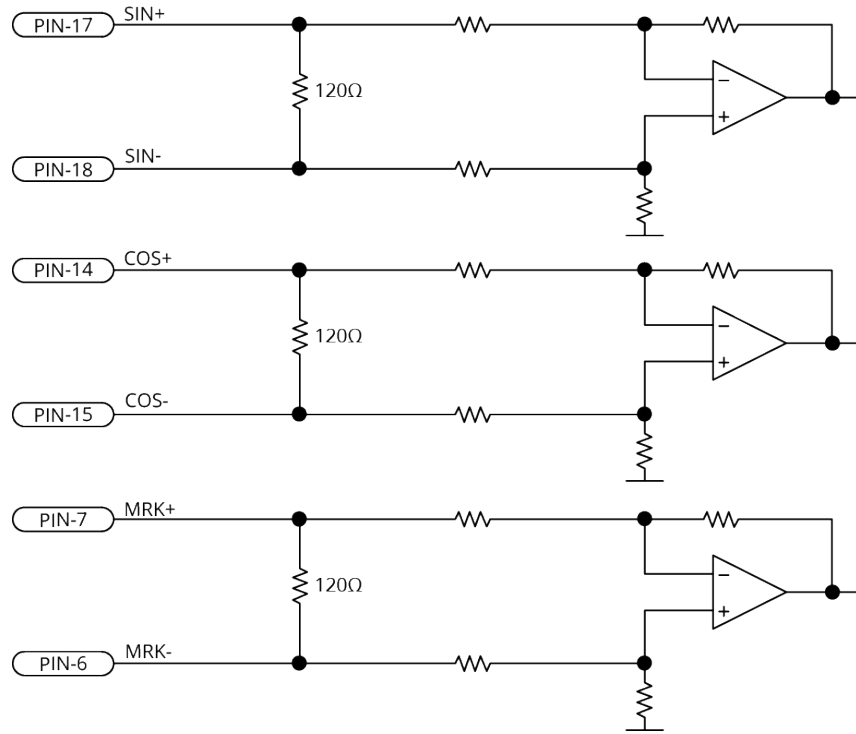 PIN-17 SIN+
120Ω
PIN-18 SIN-
PIN-14 COS+
120Ω
PIN-15 COS-
PIN-7 MRK+
120Ω
PIN-6 MRK-